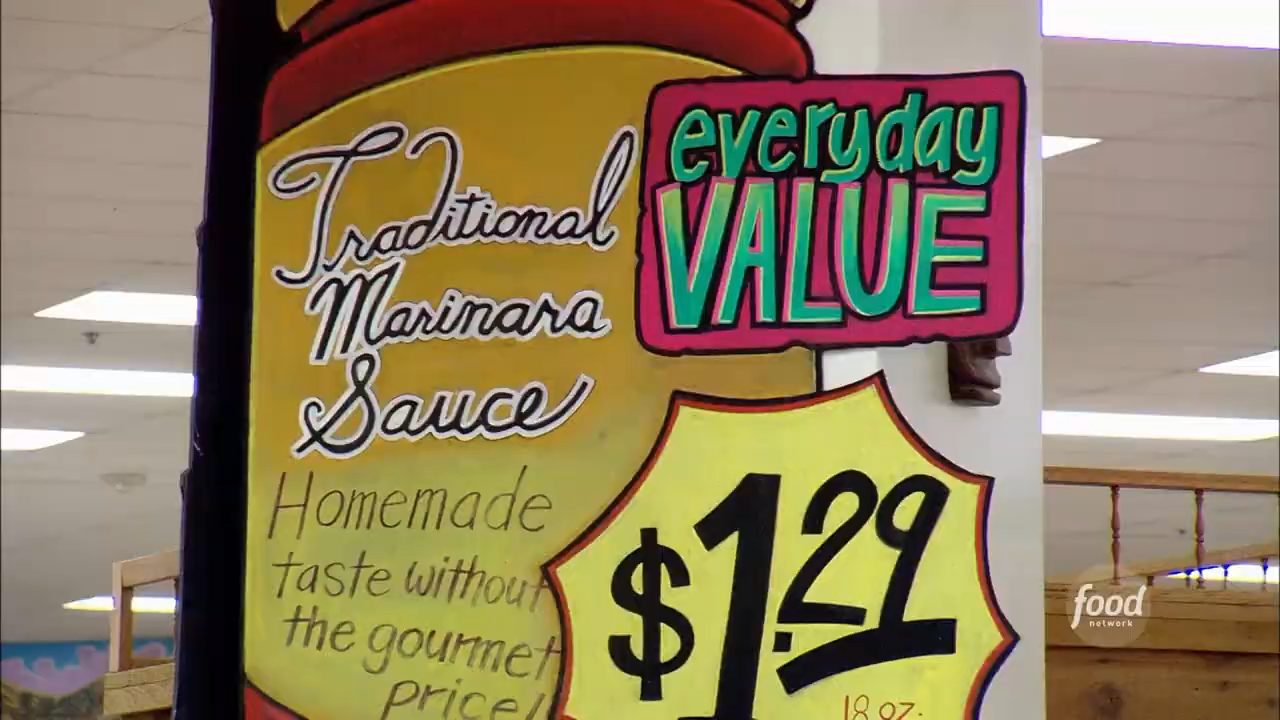 everyday
VALUE
Traditional
Marinara
Sauce
Homemade
taste without
the gourmet
price!
$1.29
18 oz.
food
network